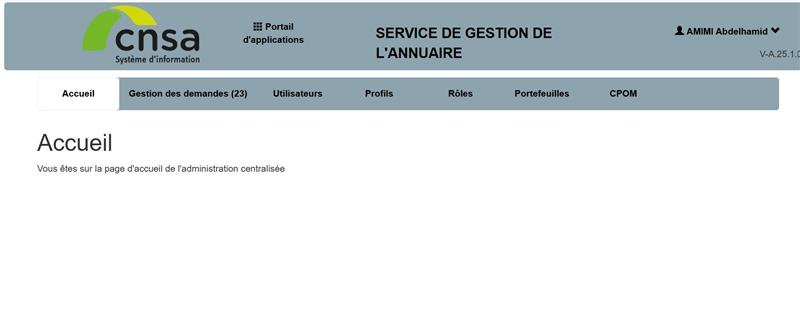 cnsa
Système d'information
Portail
d'applications
SERVICE DE GESTION DE
L'ANNUAIRE
AMIMI Abdelhamid
V-A.25.1.
Accueil Gestion des demandes (23) Utilisateurs Profils Rôles Portefeuilles CPOM
Accueil
Vous êtes sur la page d'accueil de l'administration centralisée